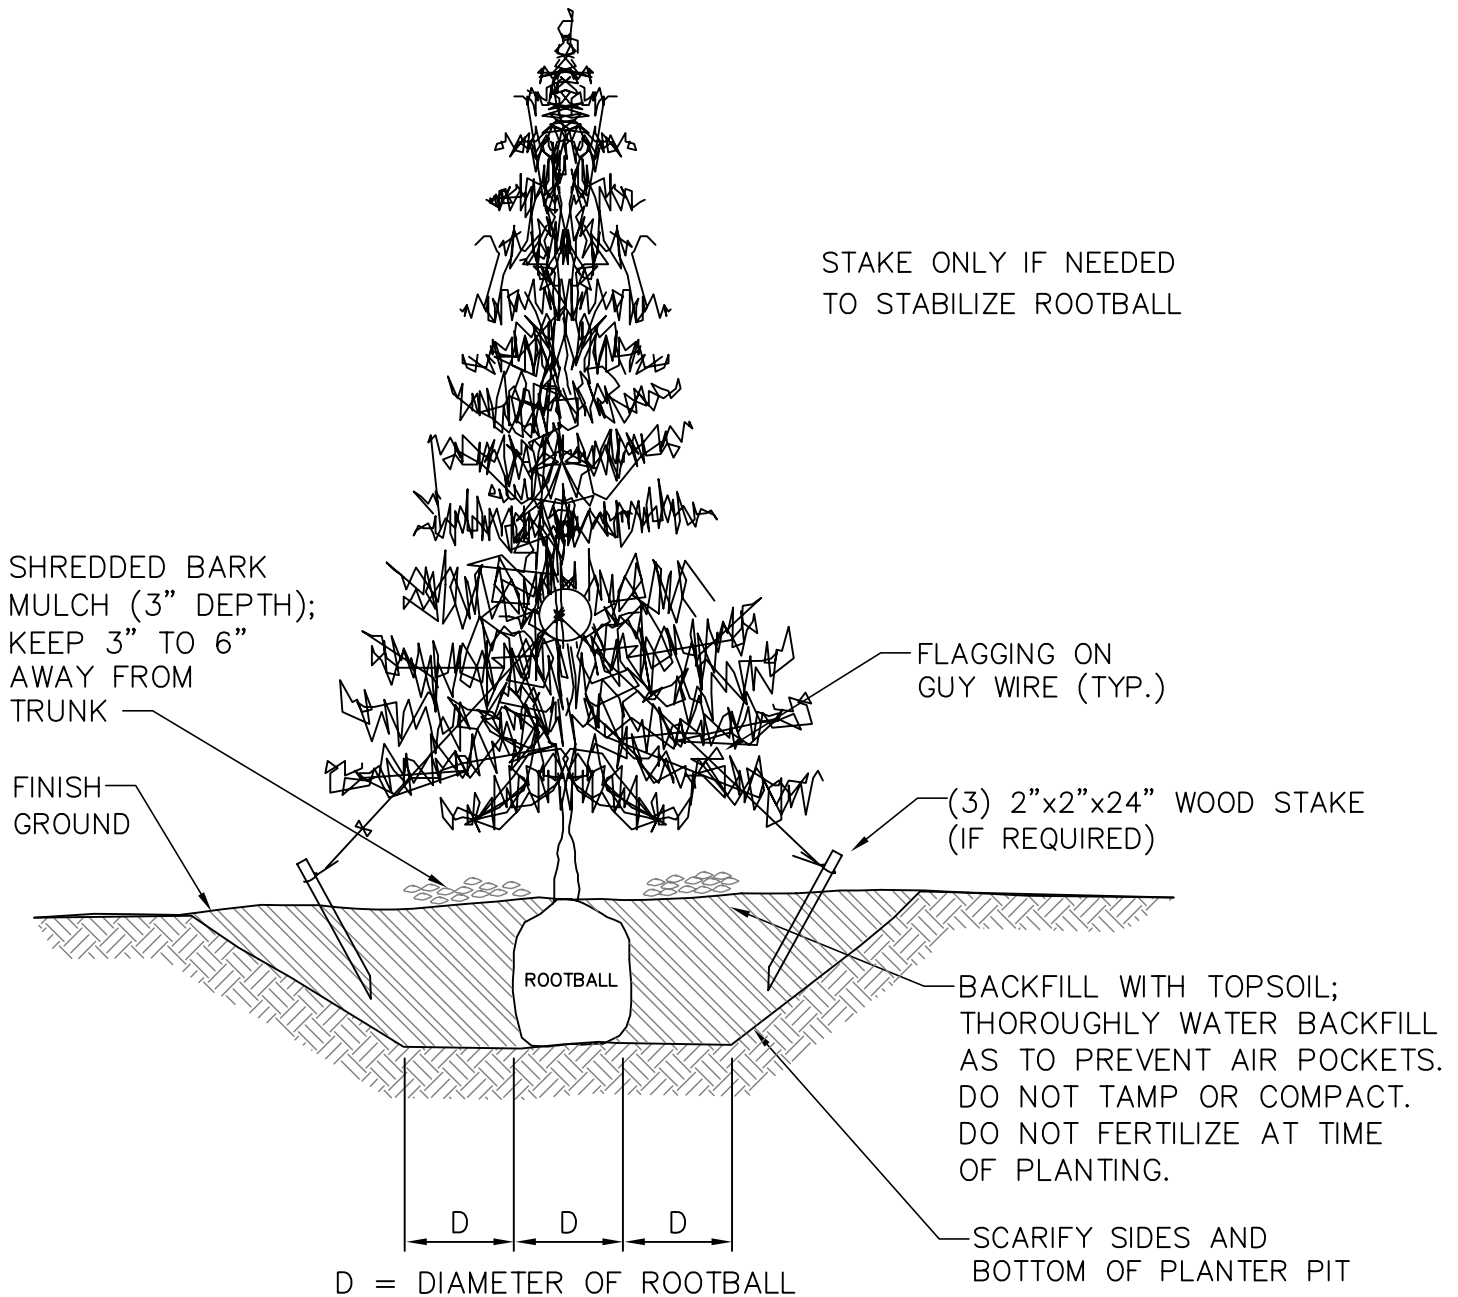 STAKE ONLY IF NEEDED
TO STABILIZE ROOTBALL
SHREDDED BARK
MULCH (3" DEPTH);
KEEP 3" TO 6"
AWAY FROM
TRUNK
FLAGGING ON
GUY WIRE (TYP.)
FINISH
GROUND
(3) 2"x2"x24" WOOD STAKE
(IF REQUIRED)
ROOTBALL
BACKFILL WITH TOPSOIL;
THOROUGHLY WATER BACKFILL
AS TO PREVENT AIR POCKETS.
DO NOT TAMP OR COMPACT.
DO NOT FERTILIZE AT TIME
OF PLANTING.
D D D
SCARIFY SIDES AND
BOTTOM OF PLANTER PIT
D = DIAMETER OF ROOTBALL